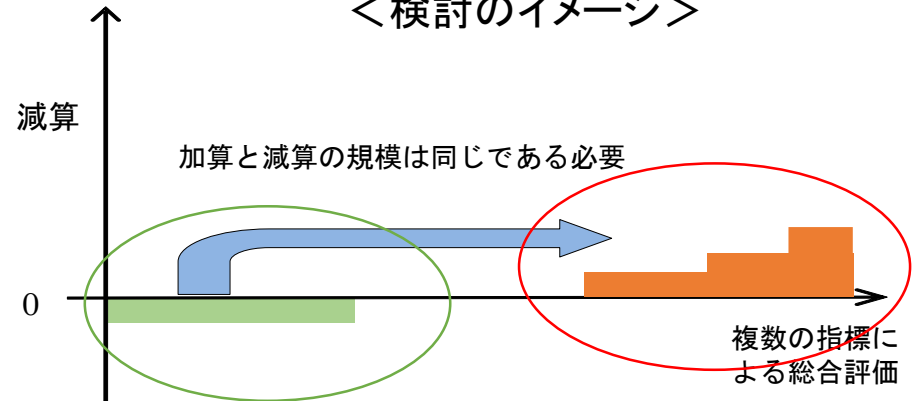 ＜検討のイメージ＞
減算
加算と減算の規模は同じである必要
0
複数の指標に
よる総合評価